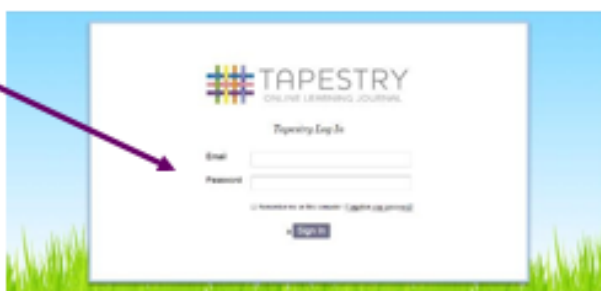 TAPESTRY
ONLINE LEARNING JOURNAL
Tapestry Log In
Email
Password
Sign In